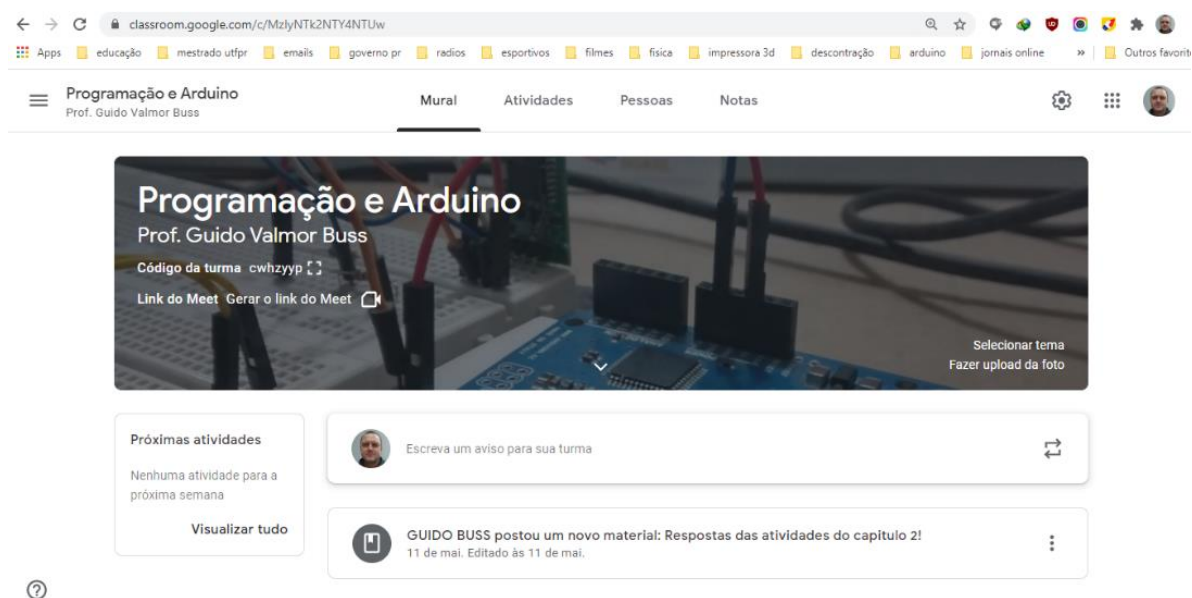 classroom.google.com/c/MzIyNTk2NTY4NTUw
Apps educação mestrado utfpr emails governo pr radios esportivos filmes fisica impressora 3d descontração arduino jornais online » Outros favorit
Programação e Arduino
Prof. Guido Valmor Buss
Mural Atividades Pessoas Notas
Programação e Arduino
Prof. Guido Valmor Buss
Código da turma cwhzyyp
Link do Meet Gerar o link do Meet
Selecionar tema
Fazer upload da foto
Próximas atividades
Nenhuma atividade para a
próxima semana
Visualizar tudo
Escreva um aviso para sua turma
GUIDO BUSS postou um novo material: Respostas das atividades do capitulo 2!
11 de mai. Editado às 11 de mai.